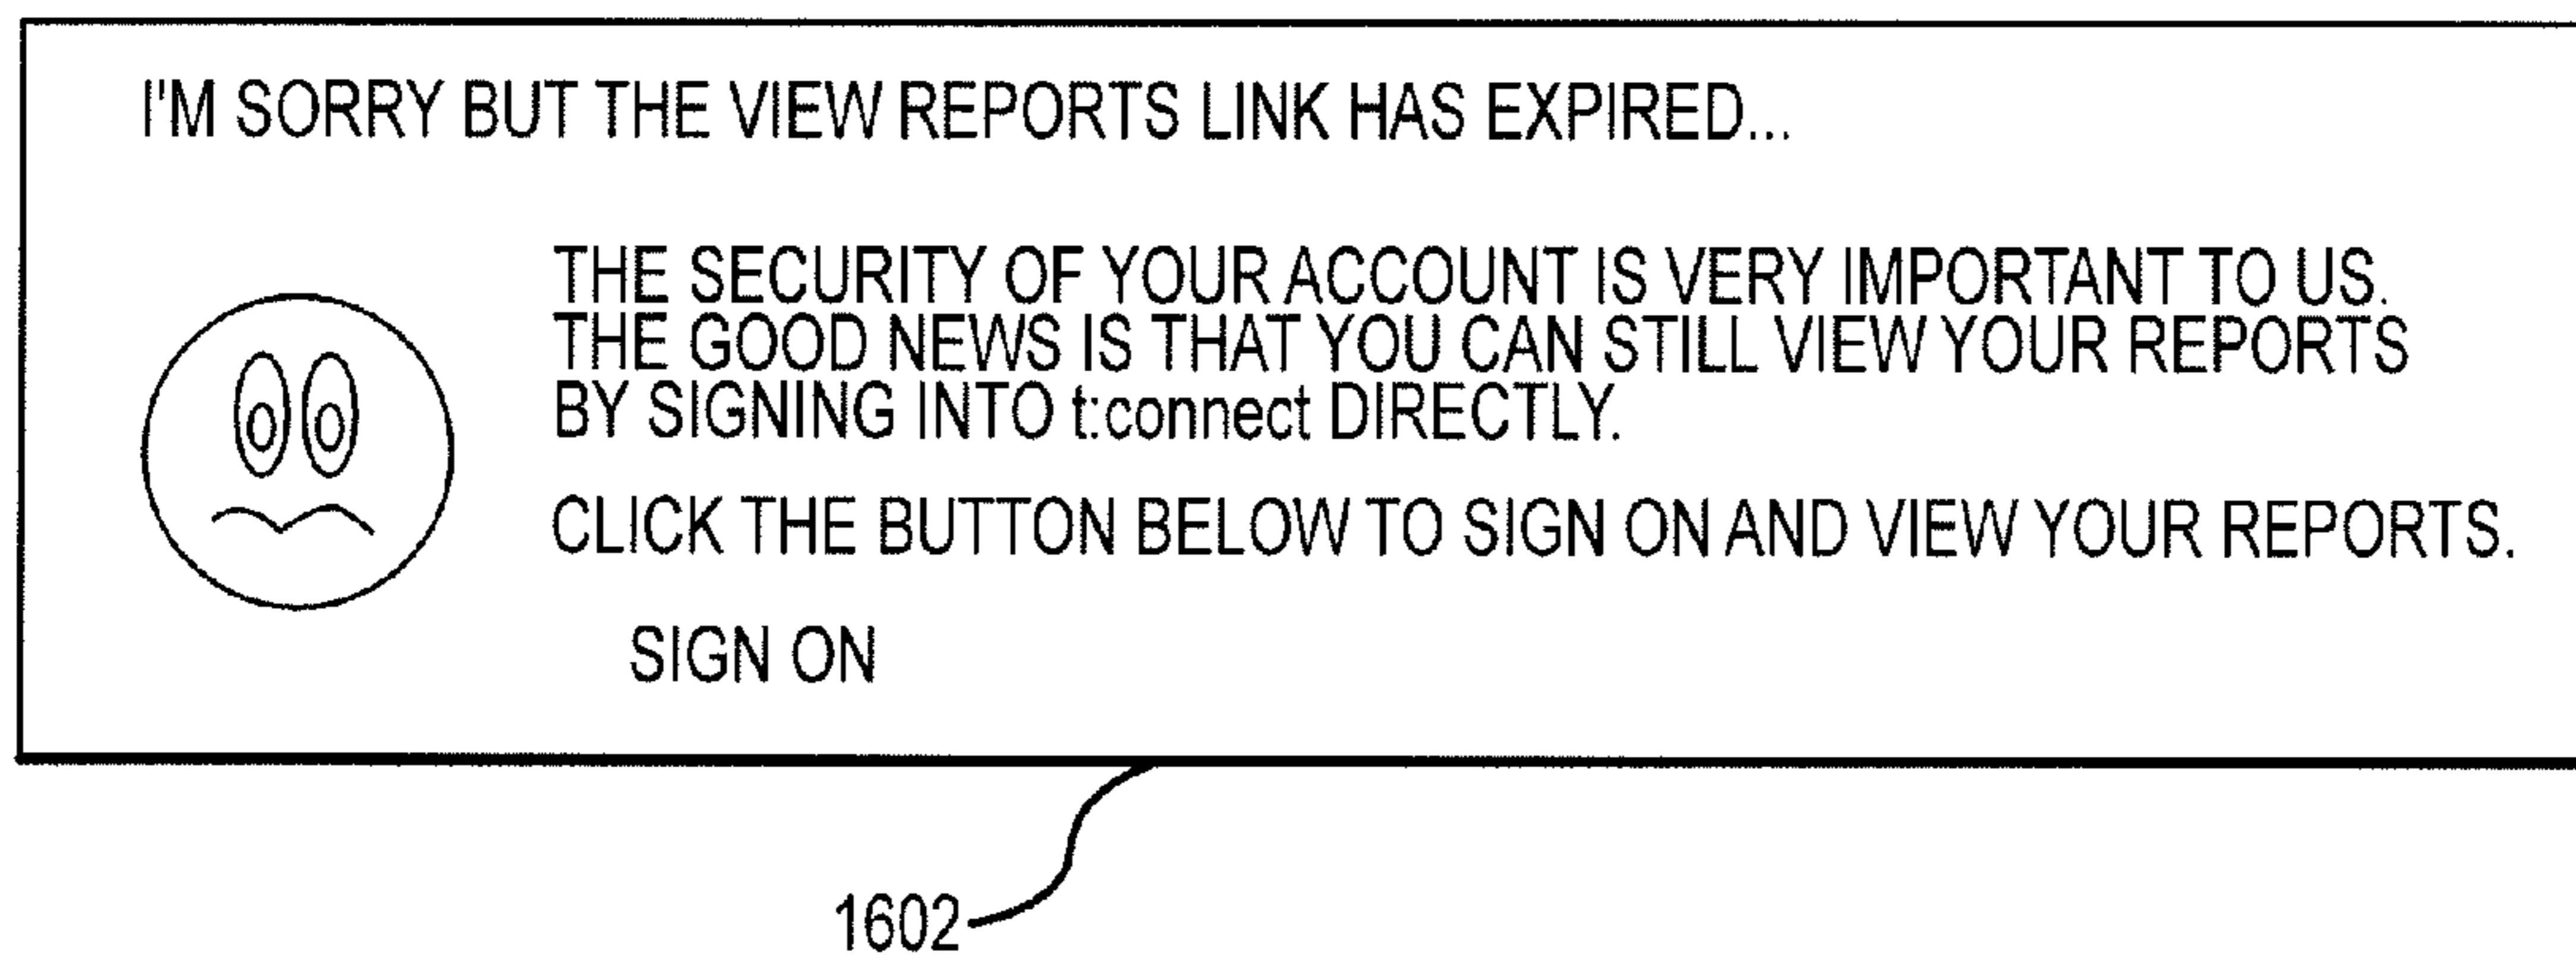 I'M SORRY BUT THE VIEW REPORTS LINK HAS EXPIRED...
THE SECURITY OF YOUR ACCOUNT IS VERY IMPORTANT TO US.
THE GOOD NEWS IS THAT YOU CAN STILL VIEW YOUR REPORTS
BY SIGNING INTO t:connect DIRECTLY.
CLICK THE BUTTON BELOW TO SIGN ON AND VIEW YOUR REPORTS.
SIGN ON
1602